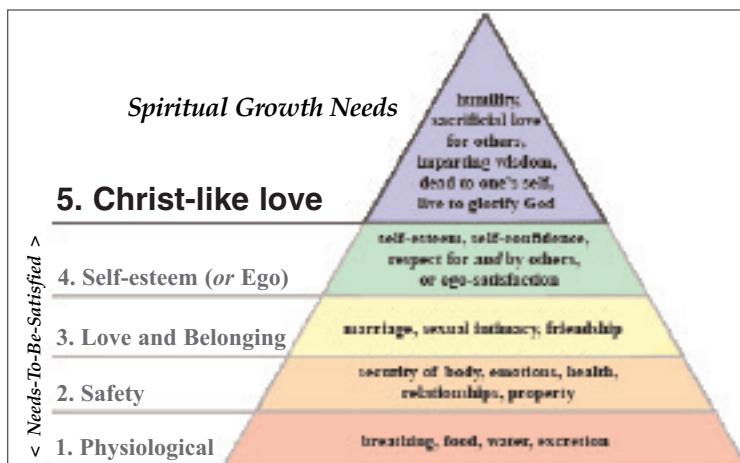 Spiritual Growth Needs
humility,
sacrificial love
for others,
imparting wisdom,
dead to one's self,
live to glorify God
5. Christ-like love
self-esteem, self-confidence,
respect for and by others,
or ego-satisfaction
4. Self-esteem (or Ego)
3. Love and Belonging
marriage, sexual intimacy, friendship
security of body, emotions, health,
relationships, property
2. Safety
1. Physiological
breathing, food, water, excretion
< Needs-To-Be-Satisfied >